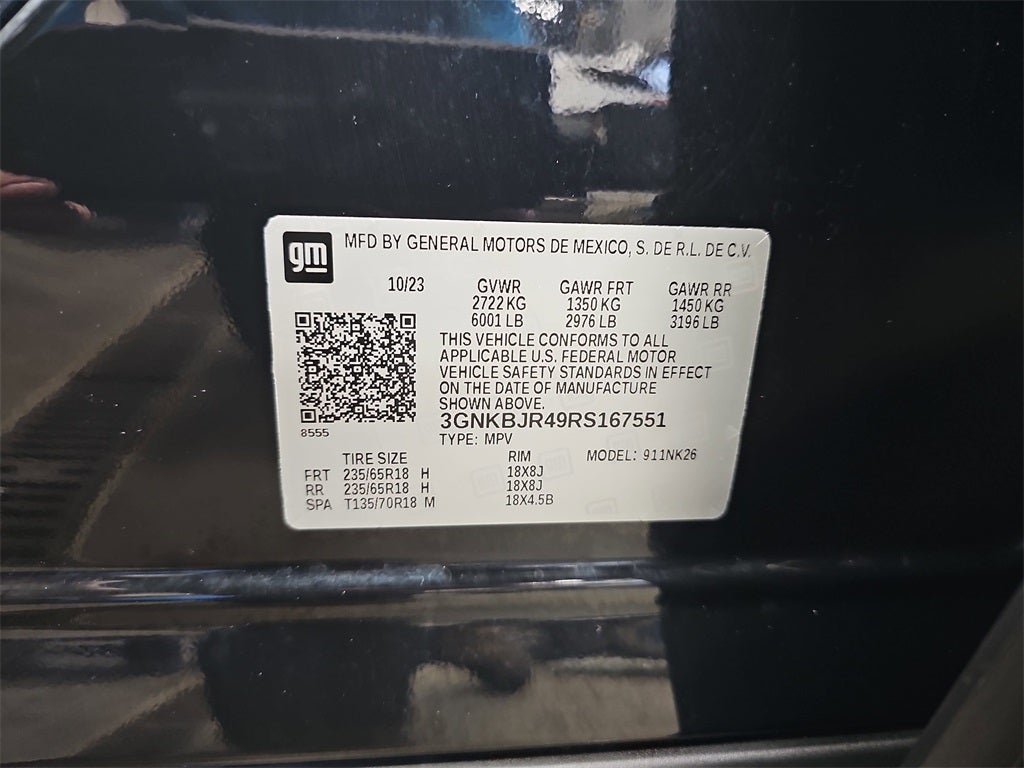 gm MFD BY GENERAL MOTORS DE MEXICO, S. DE R.L. DE C.V.
10/23 GVWR GAWR FRT GAWR RR
2722 KG 1350 KG 1450 KG
6001 LB 2976 LB 3196 LB
THIS VEHICLE CONFORMS TO ALL
APPLICABLE U.S. FEDERAL MOTOR
VEHICLE SAFETY STANDARDS IN EFFECT
ON THE DATE OF MANUFACTURE
SHOWN ABOVE.
8555
3GNKBJR49RS167551
TYPE: MPV
TIRE SIZE RIM MODEL: 911NK26
FRT 235/65R18 H 18X8J
RR 235/65R18 H 18X8J
SPA T135/70R18 M 18X4.5B